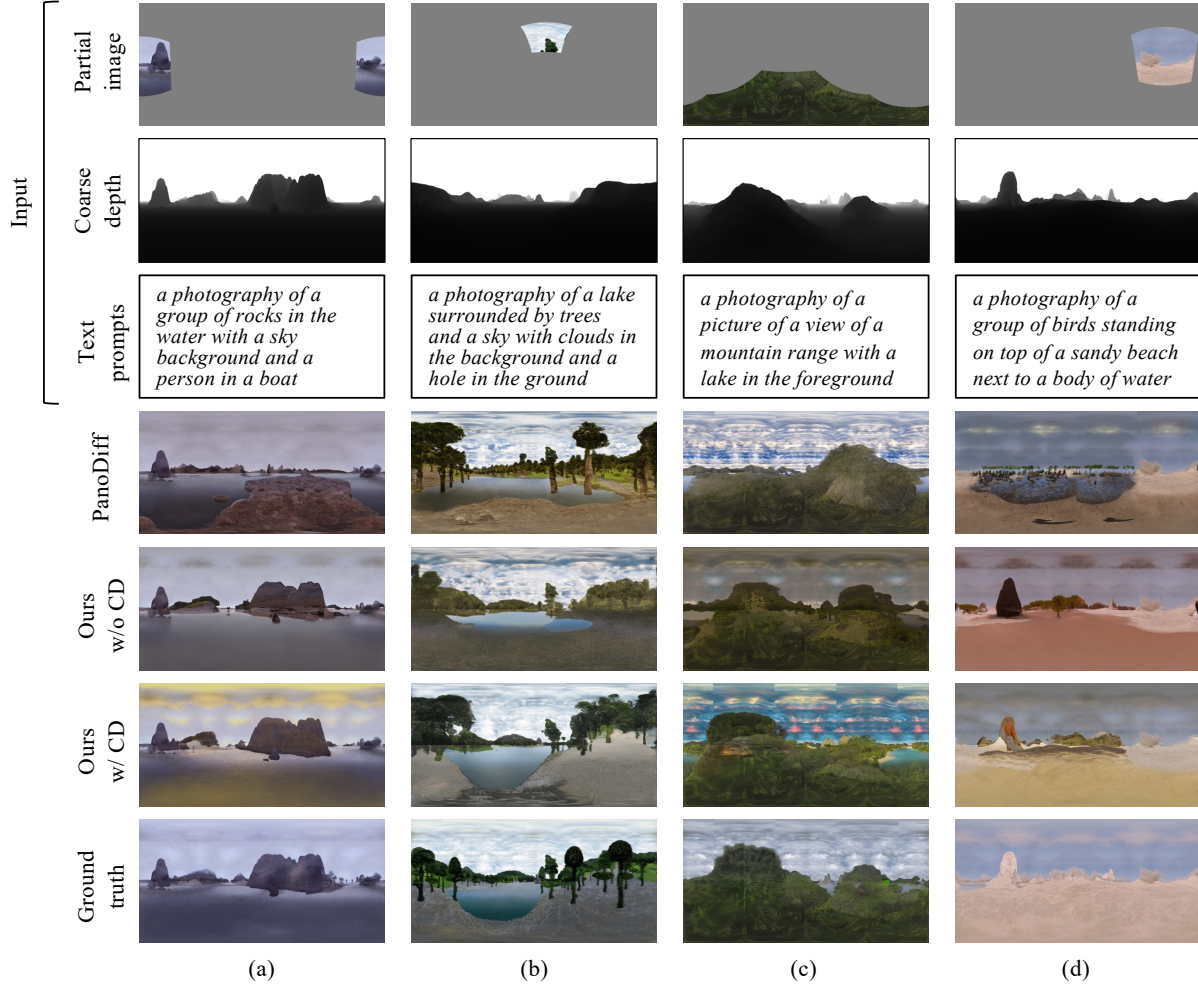 Input
Partial
image
Coarse
depth
Text
prompts
a photography of a
group of rocks in the
water with a sky
background and a
person in a boat
a photography of a lake
surrounded by trees
and a sky with clouds in
the background and a
hole in the ground
a photography of a
picture of a view of a
mountain range with a
lake in the foreground
a photography of a
group of birds standing
on top of a sandy beach
next to a body of water
PanoDiff
Ours
w/o CD
Ours
w/ CD
Ground
truth
(a)
(b)
(c)
(d)